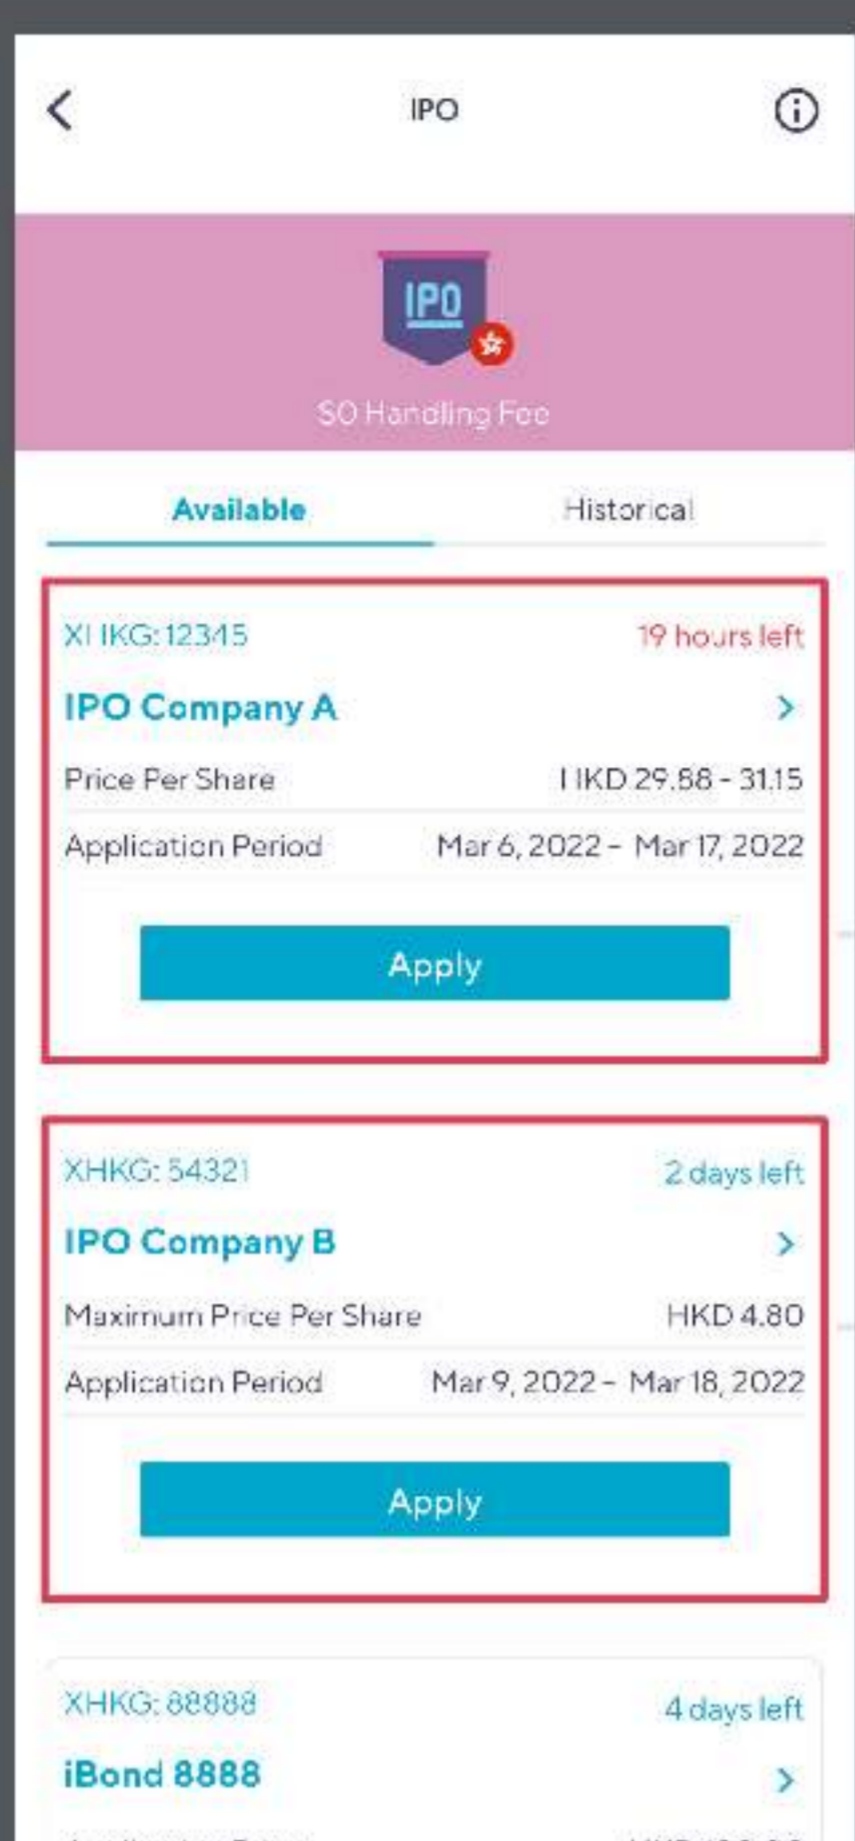 IPO
IPO
$0 Handling Fee
Available Historical
XHKG: 12345 19 hours left
IPO Company A
Price Per Share HKD 29.88 - 31.15
Application Period Mar 6, 2022 - Mar 17, 2022
Apply
XHKG: 54321 2 days left
IPO Company B
Maximum Price Per Share HKD 4.80
Application Period Mar 9, 2022 - Mar 18, 2022
Apply
XHKG: 88888 4 days left
iBond 8888